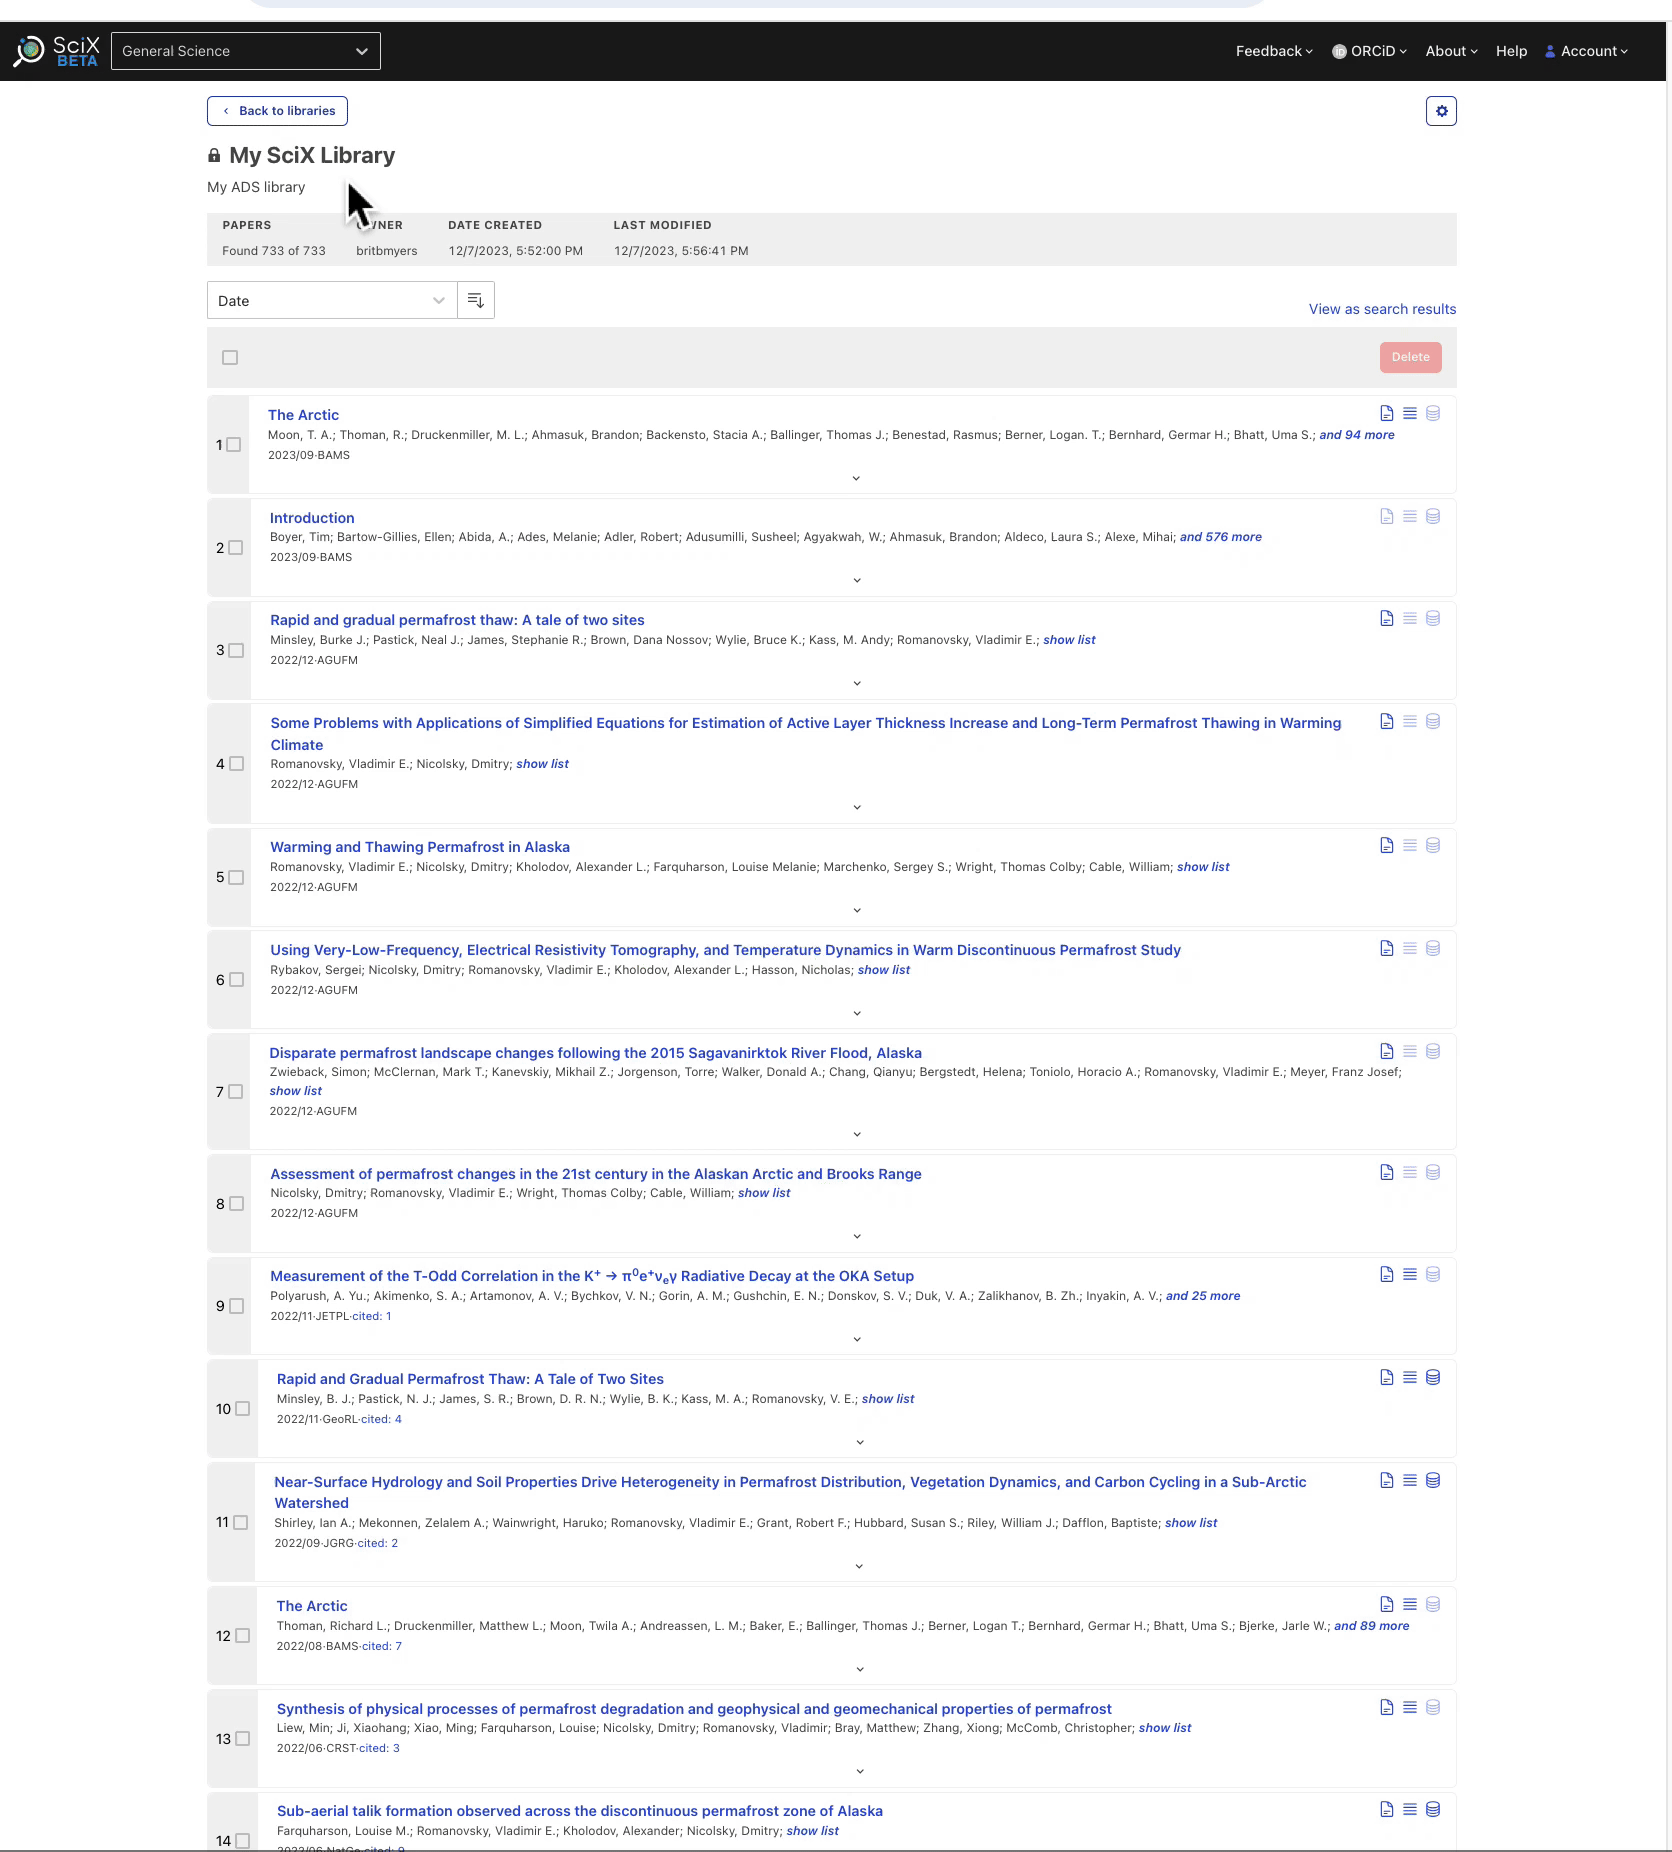 SciX
BETA
General Science
Feedback
ORCiD
About
Help
Account
Back to libraries
My SciX Library
My ADS library
PAPERS DATE CREATED LAST MODIFIED
Found 733 of 733 britbmyers 12/7/2023, 5:52:00 PM 12/7/2023, 5:56:41 PM
Date
View as search results
Delete
The Arctic
Moon, T. A.; Thoman, R.; Druckenmiller, M. L.; Ahmasuk, Brandon; Backensto, Stacia A.; Ballinger, Thomas J.; Benestad, Rasmus; Berner, Logan. T.; Bernhard, Germar H.; Bhatt, Uma S.; and 94 more
1
2023/09·BAMS
Introduction
Boyer, Tim; Bartow-Gillies, Ellen; Abida, A.; Ades, Melanie; Adler, Robert; Adusumilli, Susheel; Agyakwah, W.; Ahmasuk, Brandon; Aldeco, Laura S.; Alexe, Mihai; and 576 more
2
2023/09·BAMS
Rapid and gradual permafrost thaw: A tale of two sites
Minsley, Burke J.; Pastick, Neal J.; James, Stephanie R.; Brown, Dana Nossov; Wylie, Bruce K.; Kass, M. Andy; Romanovsky, Vladimir E.; show list
3
2022/12·AGUFM
Some Problems with Applications of Simplified Equations for Estimation of Active Layer Thickness Increase and Long-Term Permafrost Thawing in Warming
Climate
4
Romanovsky, Vladimir E.; Nicolsky, Dmitry; show list
2022/12·AGUFM
Warming and Thawing Permafrost in Alaska
Romanovsky, Vladimir E.; Nicolsky, Dmitry; Kholodov, Alexander L.; Farquharson, Louise Melanie; Marchenko, Sergey S.; Wright, Thomas Colby; Cable, William; show list
5
2022/12·AGUFM
Using Very-Low-Frequency, Electrical Resistivity Tomography, and Temperature Dynamics in Warm Discontinuous Permafrost Study
Rybakov, Sergei; Nicolsky, Dmitry; Romanovsky, Vladimir E.; Kholodov, Alexander L.; Hasson, Nicholas; show list
6
2022/12·AGUFM
Disparate permafrost landscape changes following the 2015 Sagavanirktok River Flood, Alaska
Zwieback, Simon; McClernan, Mark T.; Kanevskiy, Mikhail Z.; Jorgenson, Torre; Walker, Donald A.; Chang, Qianyu; Bergstedt, Helena; Toniolo, Horacio A.; Romanovsky, Vladimir E.; Meyer, Franz Josef;
7
show list
2022/12·AGUFM
Assessment of permafrost changes in the 21st century in the Alaskan Arctic and Brooks Range
Nicolsky, Dmitry; Romanovsky, Vladimir E.; Wright, Thomas Colby; Cable, William; show list
8
2022/12·AGUFM
Measurement of the T-Odd Correlation in the K⁺ → π⁰e⁺νₑγ Radiative Decay at the OKA Setup
Polyarush, A. Yu.; Akimenko, S. A.; Artamonov, A. V.; Bychkov, V. N.; Gorin, A. M.; Gushchin, E. N.; Donskov, S. V.; Duk, V. A.; Zalikhanov, B. Zh.; Inyakin, A. V.; and 25 more
9
2022/11·JETPL·cited: 1
Rapid and Gradual Permafrost Thaw: A Tale of Two Sites
Minsley, B. J.; Pastick, N. J.; James, S. R.; Brown, D. R. N.; Wylie, B. K.; Kass, M. A.; Romanovsky, V. E.; show list
10
2022/11·GeoRL·cited: 4
Near-Surface Hydrology and Soil Properties Drive Heterogeneity in Permafrost Distribution, Vegetation Dynamics, and Carbon Cycling in a Sub-Arctic
Watershed
11
Shirley, Ian A.; Mekonnen, Zelalem A.; Wainwright, Haruko; Romanovsky, Vladimir E.; Grant, Robert F.; Hubbard, Susan S.; Riley, William J.; Dafflon, Baptiste; show list
2022/09·JGRG·cited: 2
The Arctic
Thoman, Richard L.; Druckenmiller, Matthew L.; Moon, Twila A.; Andreassen, L. M.; Baker, E.; Ballinger, Thomas J.; Berner, Logan T.; Bernhard, Germar H.; Bhatt, Uma S.; Bjerke, Jarle W.; and 89 more
12
2022/08·BAMS·cited: 7
Synthesis of physical processes of permafrost degradation and geophysical and geomechanical properties of permafrost
Liew, Min; Ji, Xiaohang; Xiao, Ming; Farquharson, Louise; Nicolsky, Dmitry; Romanovsky, Vladimir; Bray, Matthew; Zhang, Xiong; McComb, Christopher; show list
13
2022/06·CRST·cited: 3
Sub-aerial talik formation observed across the discontinuous permafrost zone of Alaska
Farquharson, Louise M.; Romanovsky, Vladimir E.; Kholodov, Alexander; Nicolsky, Dmitry; show list
14